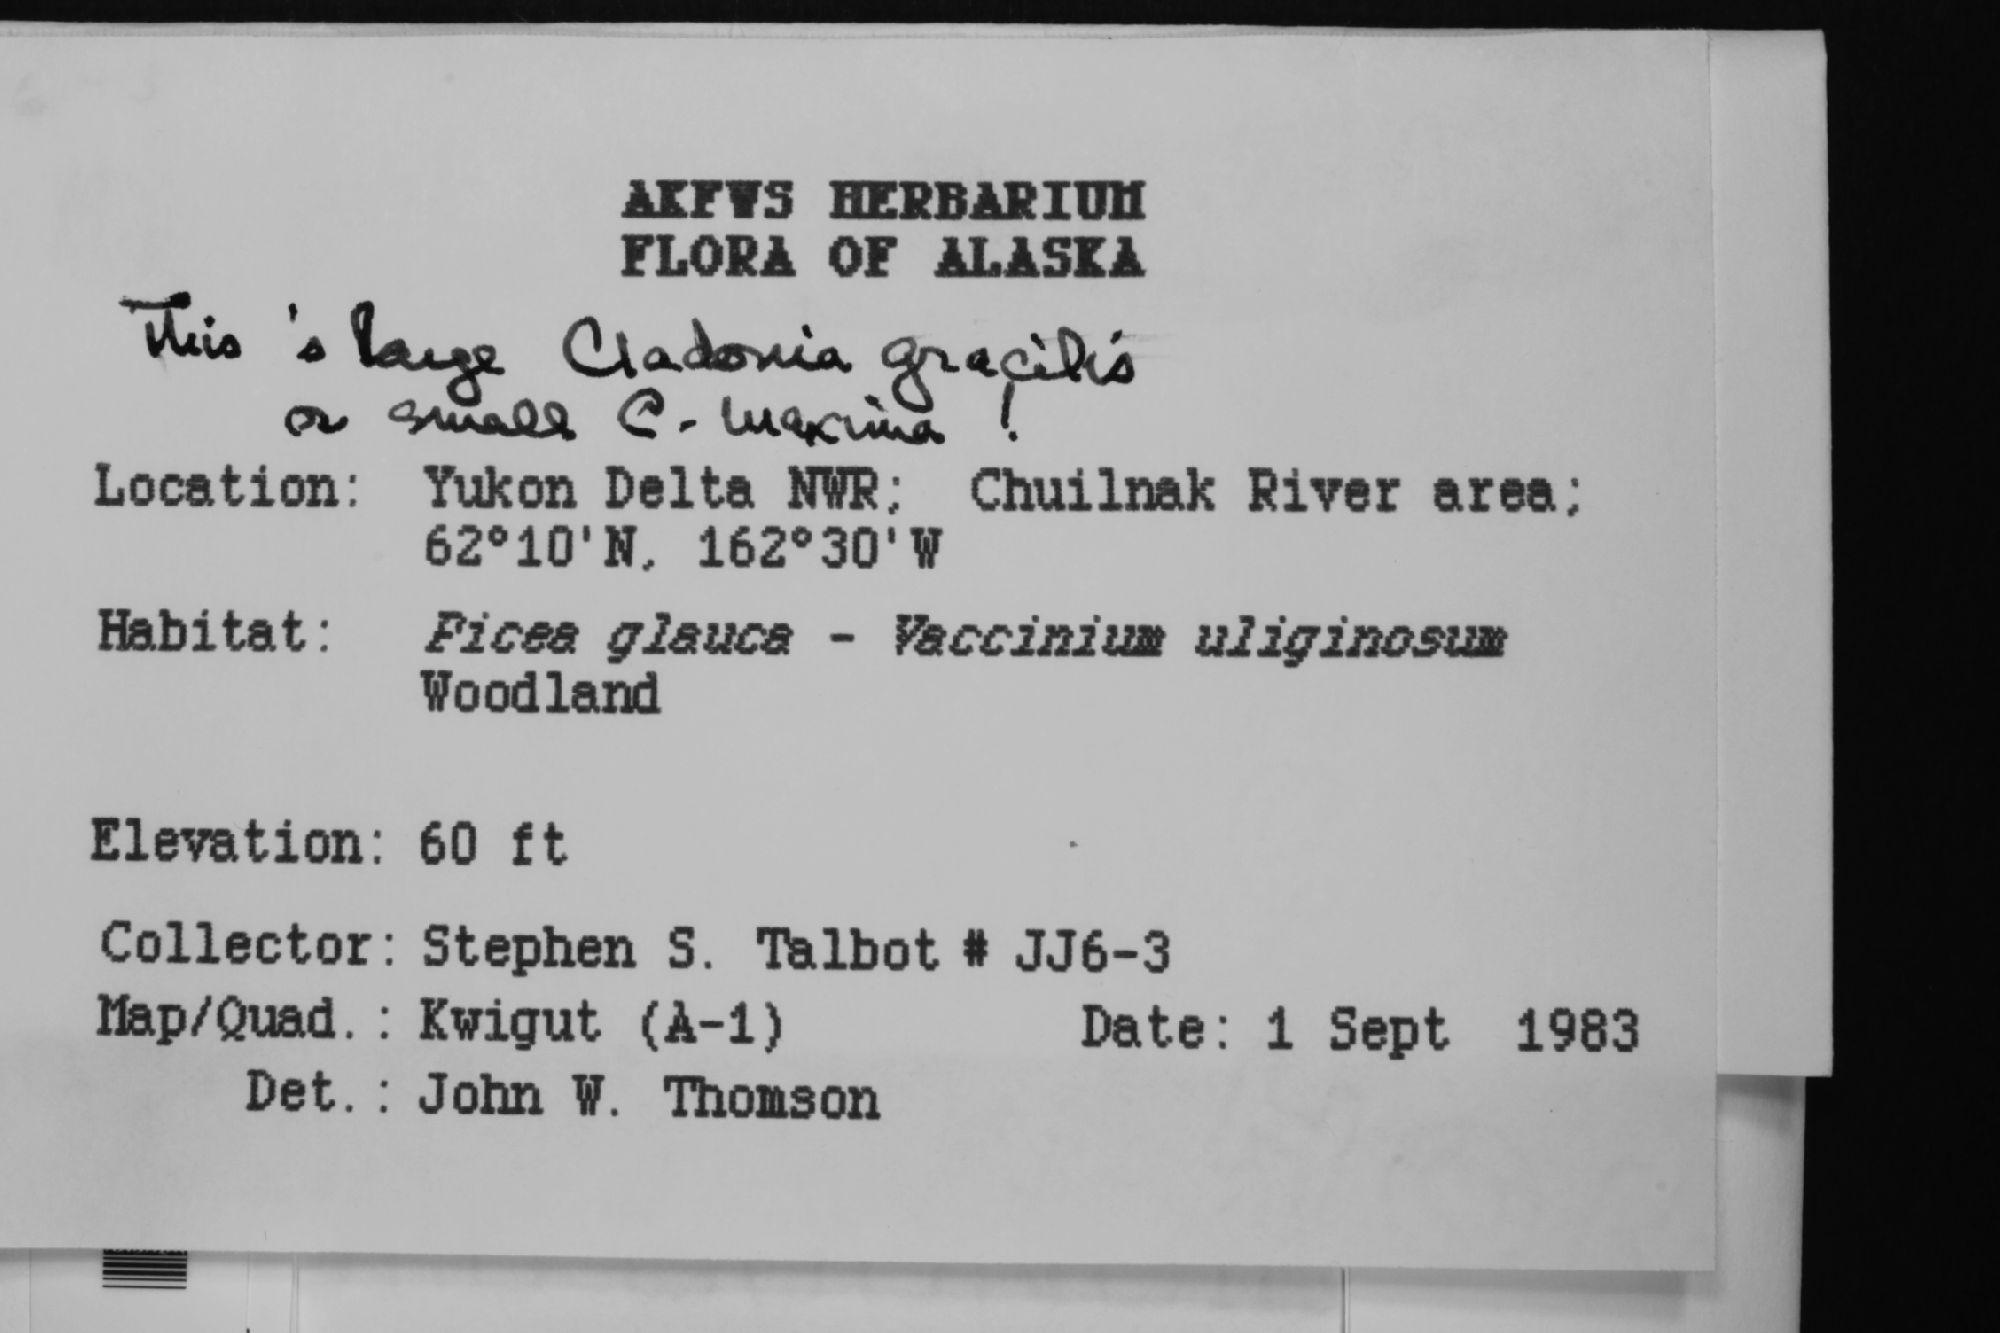 AKFWS HERBARIUM
FLORA OF ALASKA
This 's large Cladonia gracilis
or small C. maxima!
Location: Yukon Delta NWR; Chuilnak River area;
62°10'N, 162°30'W
Habitat: Picea glauca - Vaccinium uliginosum
Woodland
Elevation: 60 ft
Collector: Stephen S. Talbot # JJ6-3
Map/Quad.: Kwigut (A-1) Date: 1 Sept 1983
Det.: John W. Thomson